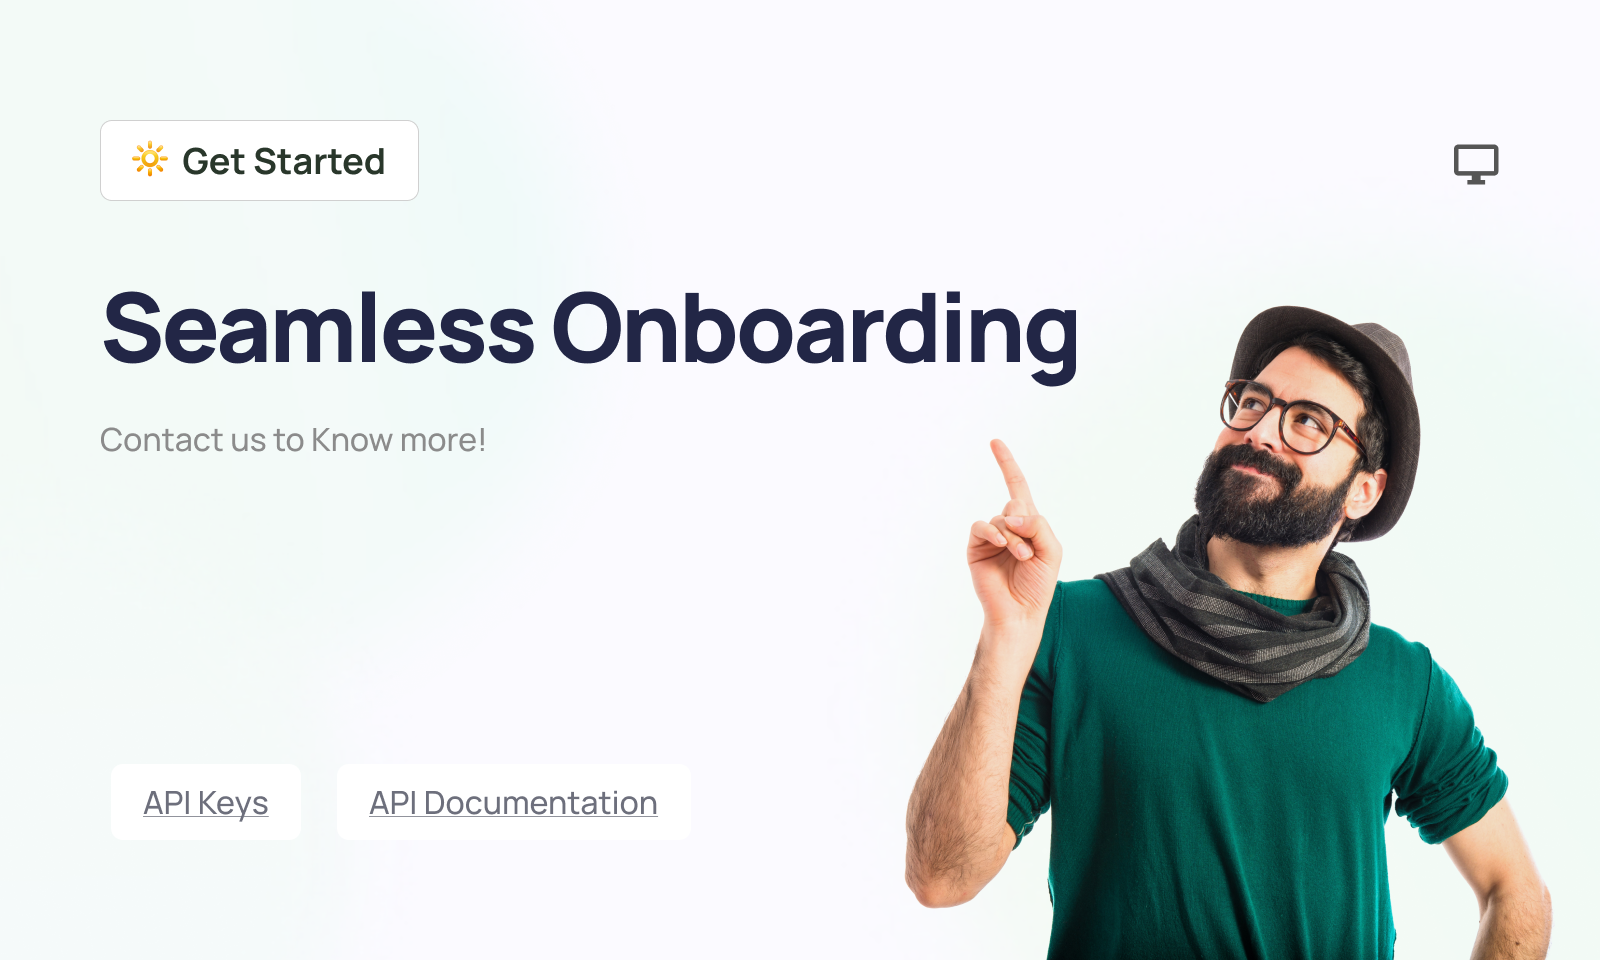 Get Started
Seamless Onboarding
Contact us to Know more!
API Keys
API Documentation